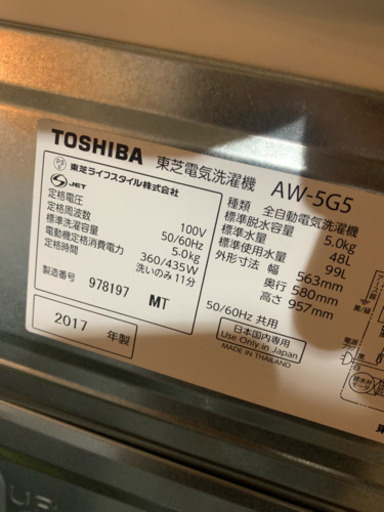 TOSHIBA 東芝電気洗濯機 AW-5G5
東芝ライフスタイル株式会社
JET
定格電圧 100V
定格周波数 50/60Hz
標準洗濯容量 5.0kg
電動機定格消費電力 360/435W
定格時間 洗いのみ 11分
製造番号 978197 MT
2017 年製
種類 全自動電気洗濯機
標準脱水容量 5.0kg
標準水量 48L
標準使用水量 99L
外形寸法 幅 563mm
奥行 580mm
高さ 957mm
50/60Hz 共用
日本国内専用
Use Only in Japan
MADE IN THAILAND